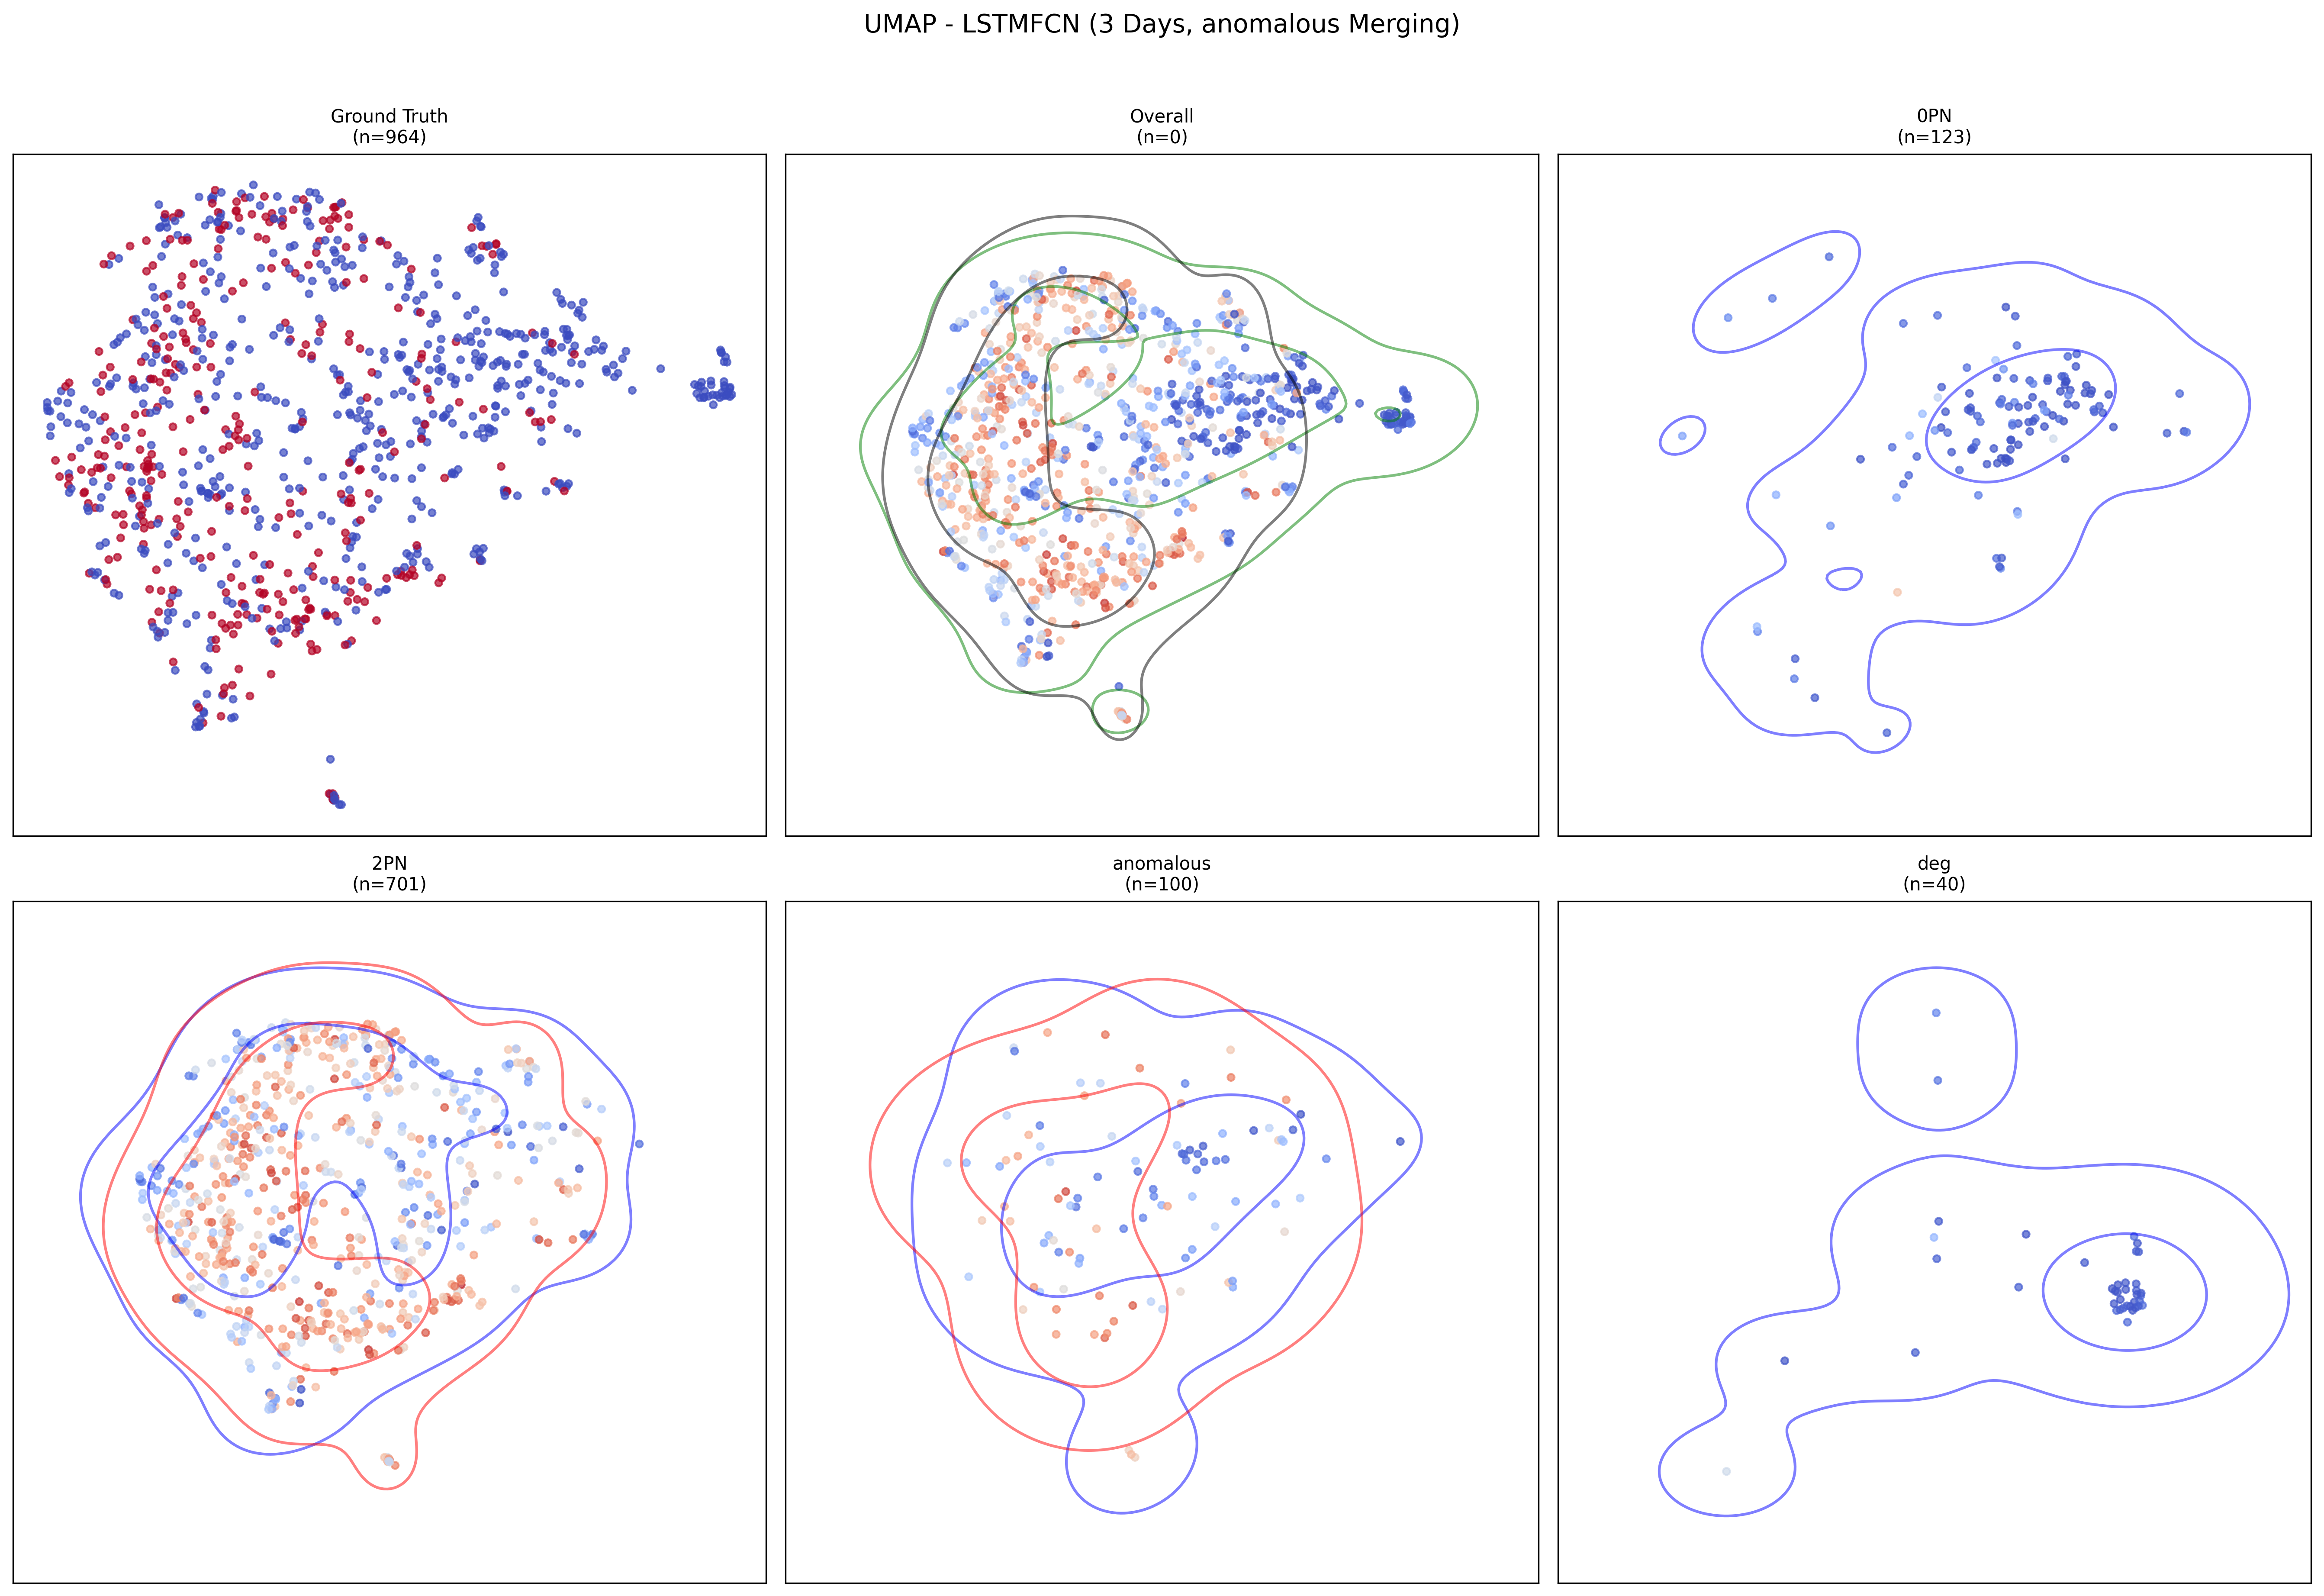 UMAP - LSTMFCN (3 Days, anomalous Merging)
Ground Truth
(n=964)
Overall
(n=0)
0PN
(n=123)
2PN
(n=701)
anomalous
(n=100)
deg
(n=40)